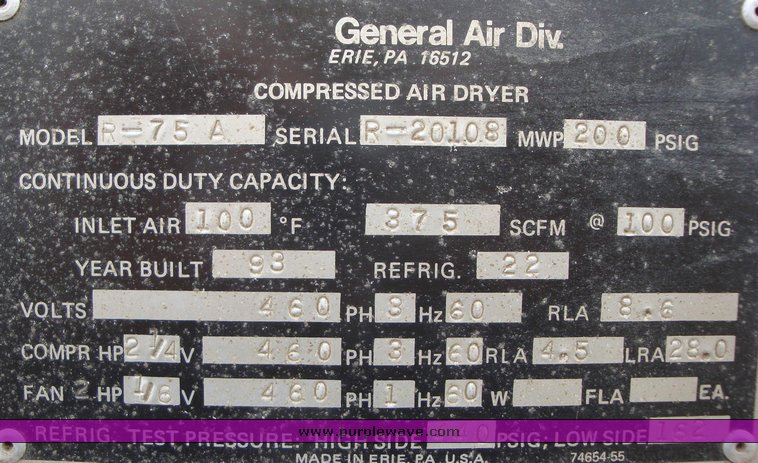 General Air Div.
ERIE, PA 16512
COMPRESSED AIR DRYER
MODEL R-75 A SERIAL R-20108 MWP 200 PSIG
CONTINUOUS DUTY CAPACITY:
INLET AIR 100 °F 375 SCFM @ 100 PSIG
YEAR BUILT 93 REFRIG. 22
VOLTS 460 PH 3 Hz 60 RLA 8.6
COMPR HP 2 1/4 V 460 PH 3 Hz 60 RLA 4.5 LRA 28.0
FAN 2 HP 1/6 V 460 PH 1 Hz 60 W FLA EA.
REFRIG. TEST PRESSURE: HIGH SIDE PSIG; LOW SIDE
www.purplewave.com
MADE IN ERIE, PA U.S.A. 74654-55